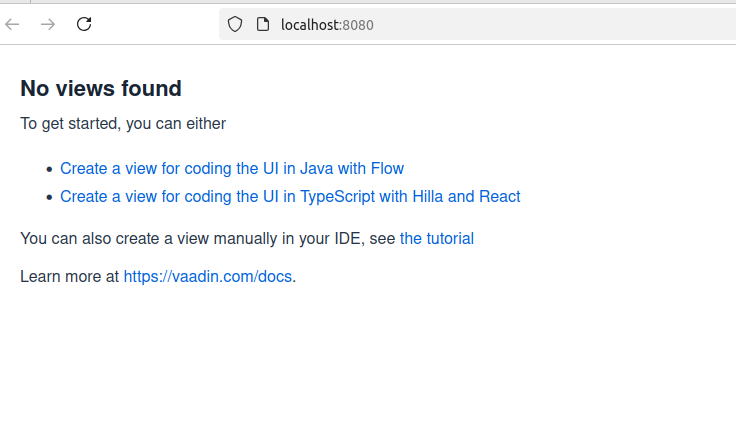 localhost:8080
No views found
To get started, you can either
• Create a view for coding the UI in Java with Flow
• Create a view for coding the UI in TypeScript with Hilla and React
You can also create a view manually in your IDE, see the tutorial
Learn more at https://vaadin.com/docs.